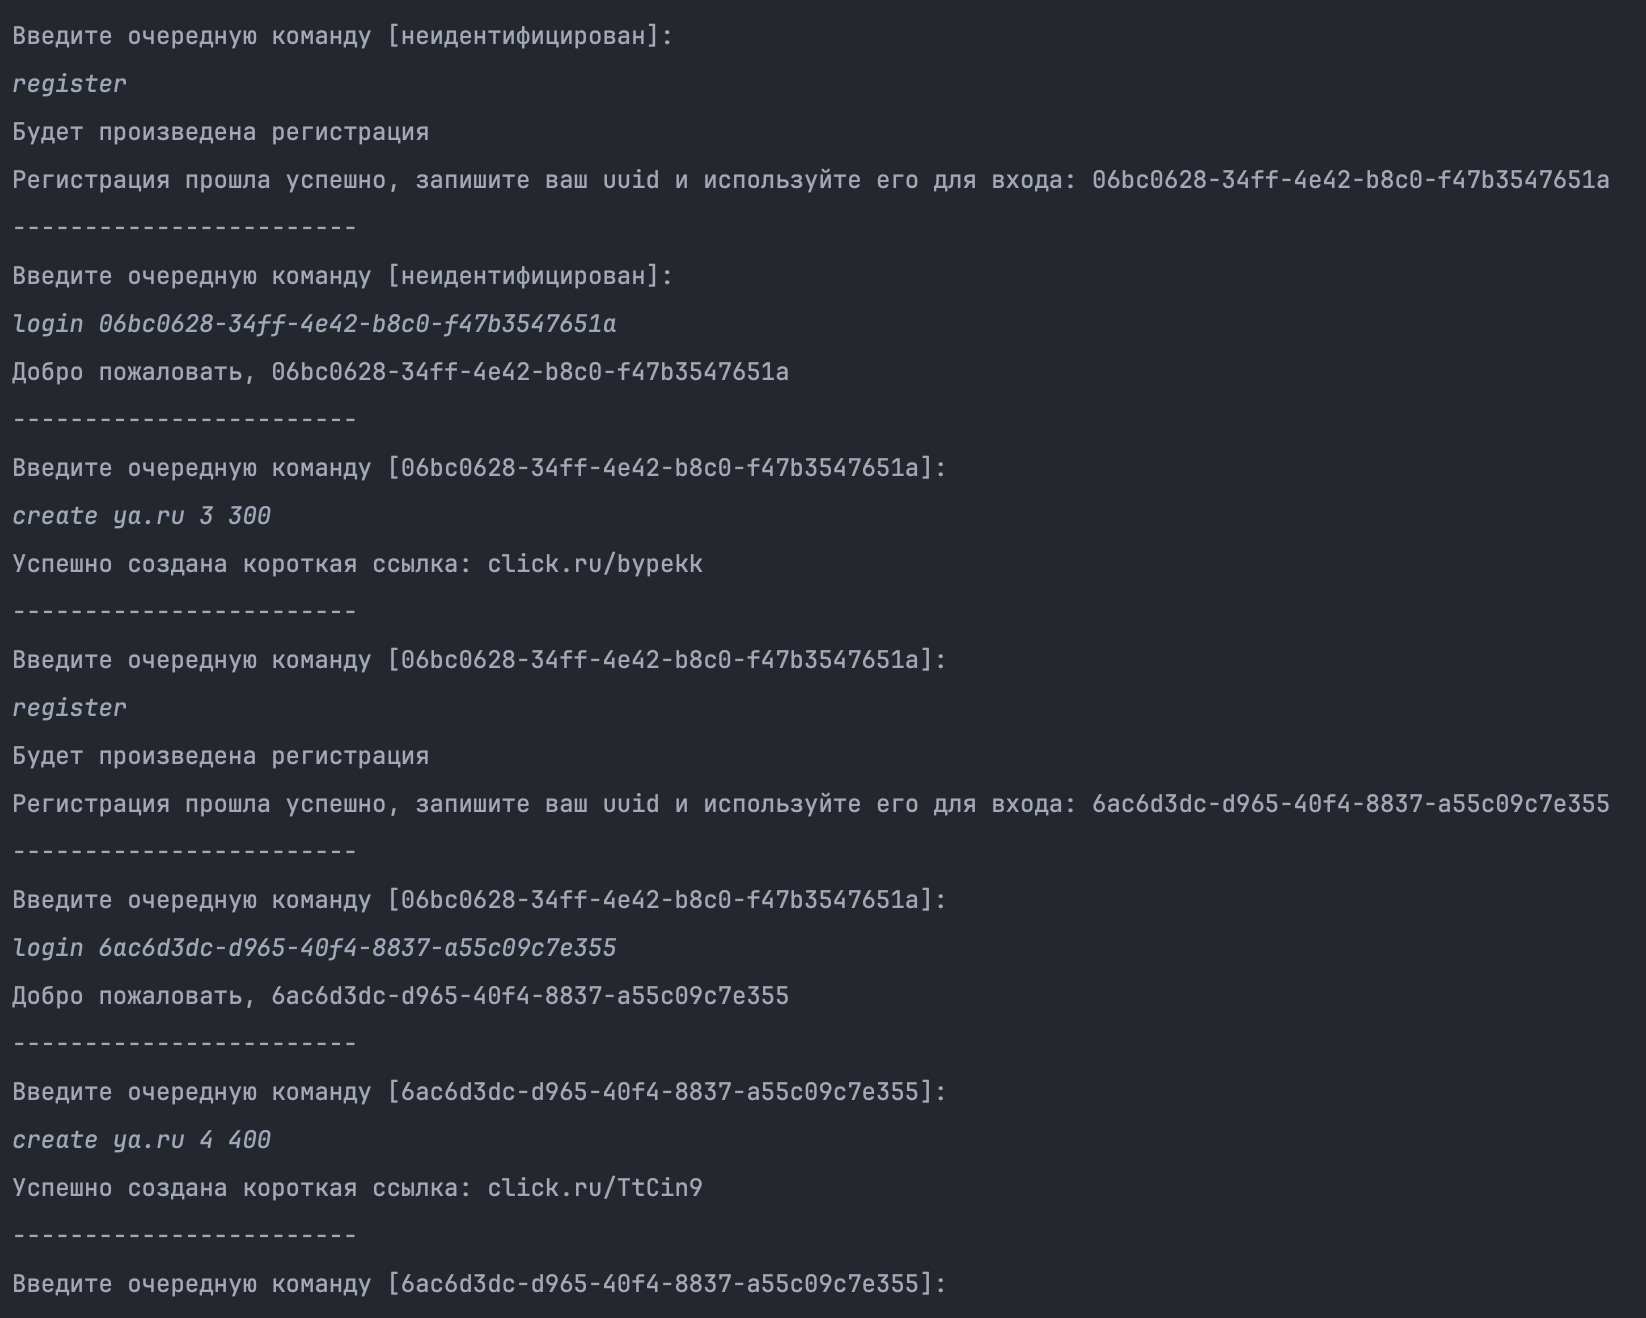 Введите очередную команду [неидентифицирован]:
register
Будет произведена регистрация
Регистрация прошла успешно, запишите ваш uuid и используйте его для входа: 06bc0628-34ff-4e42-b8c0-f47b3547651a
------------------------
Введите очередную команду [неидентифицирован]:
login 06bc0628-34ff-4e42-b8c0-f47b3547651a
Добро пожаловать, 06bc0628-34ff-4e42-b8c0-f47b3547651a
------------------------
Введите очередную команду [06bc0628-34ff-4e42-b8c0-f47b3547651a]:
create ya.ru 3 300
Успешно создана короткая ссылка: click.ru/bypekk
------------------------
Введите очередную команду [06bc0628-34ff-4e42-b8c0-f47b3547651a]:
register
Будет произведена регистрация
Регистрация прошла успешно, запишите ваш uuid и используйте его для входа: 6ac6d3dc-d965-40f4-8837-a55c09c7e355
------------------------
Введите очередную команду [06bc0628-34ff-4e42-b8c0-f47b3547651a]:
login 6ac6d3dc-d965-40f4-8837-a55c09c7e355
Добро пожаловать, 6ac6d3dc-d965-40f4-8837-a55c09c7e355
------------------------
Введите очередную команду [6ac6d3dc-d965-40f4-8837-a55c09c7e355]:
create ya.ru 4 400
Успешно создана короткая ссылка: click.ru/TtCin9
------------------------
Введите очередную команду [6ac6d3dc-d965-40f4-8837-a55c09c7e355]: